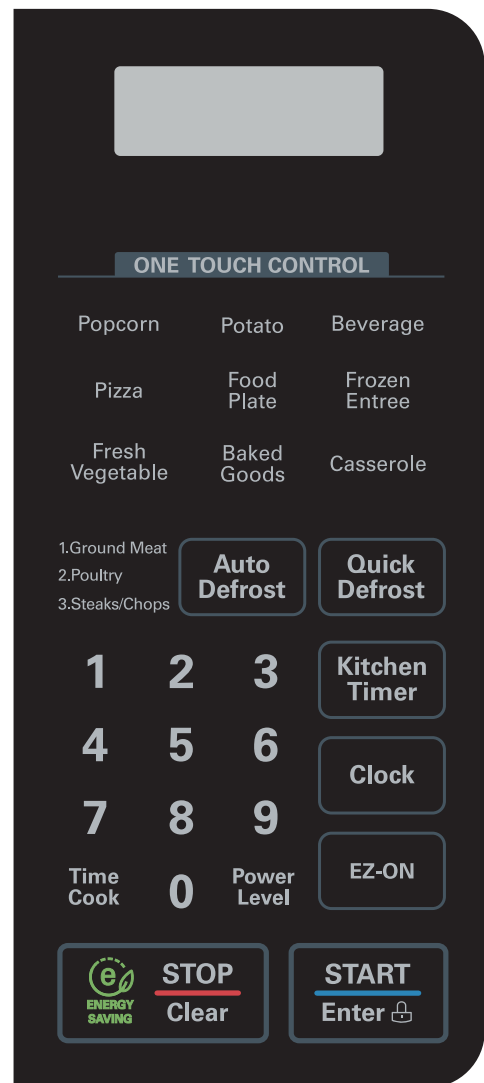 ONE TOUCH CONTROL
Popcorn Potato Beverage
Pizza Food Plate Frozen Entree
Fresh Vegetable Baked Goods Casserole
1.Ground Meat
2.Poultry
3.Steaks/Chops
Auto
Defrost
Quick
Defrost
1 2 3
Kitchen
Timer
4 5 6
Clock
7 8 9
EZ-ON
Time
Cook
0
Power
Level
e
ENERGY
SAVING
STOP
Clear
START
Enter